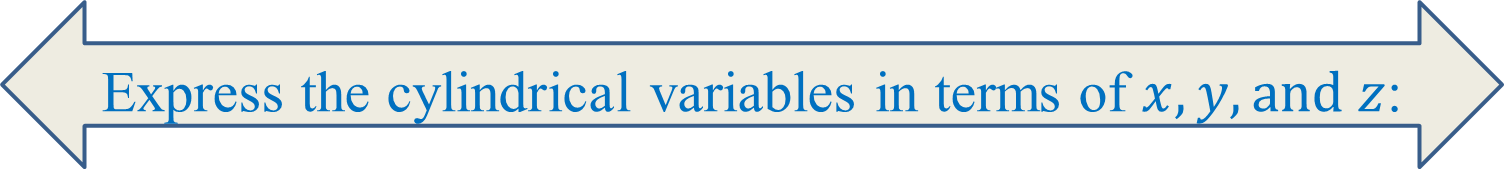 Express the cylindrical variables in terms of 𝑥, 𝑦, and 𝑧: